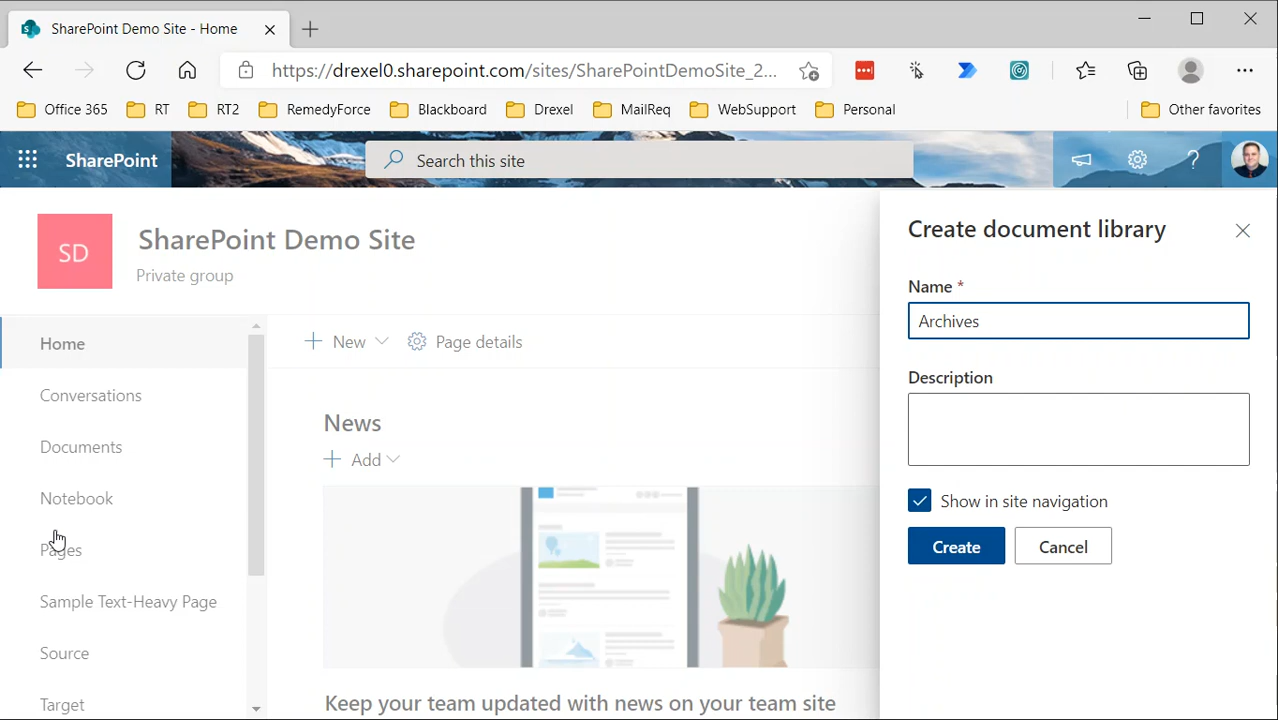 SharePoint Demo Site - Home
https://drexel0.sharepoint.com/sites/SharePointDemoSite_2...
Office 365 RT RT2 RemedyForce Blackboard Drexel MailReq WebSupport Personal Other favorites
SharePoint
Search this site
SD
SharePoint Demo Site
Private group
Home
Conversations
Documents
Notebook
Pages
Sample Text-Heavy Page
Source
Target
New
Page details
News
Add
Keep your team updated with news on your team site
Create document library
Name *
Archives
Description
Show in site navigation
Create Cancel